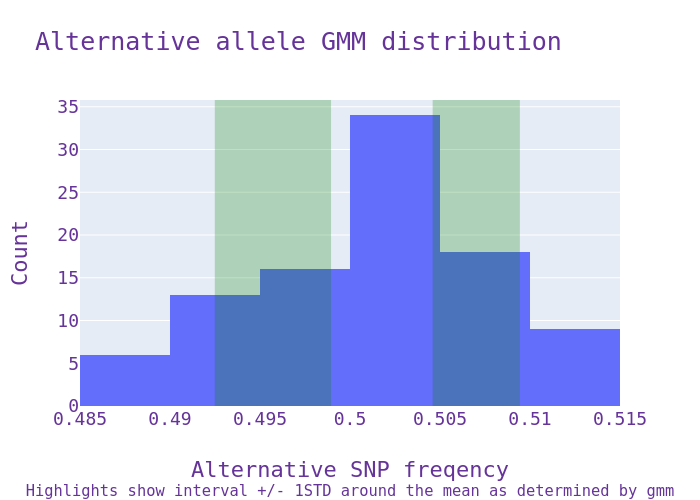 Alternative allele GMM distribution
35
30
25
20
15
10
5
0
Count
0.485 0.49 0.495 0.5 0.505 0.51 0.515
Alternative SNP freqency
Highlights show interval +/- 1STD around the mean as determined by gmm